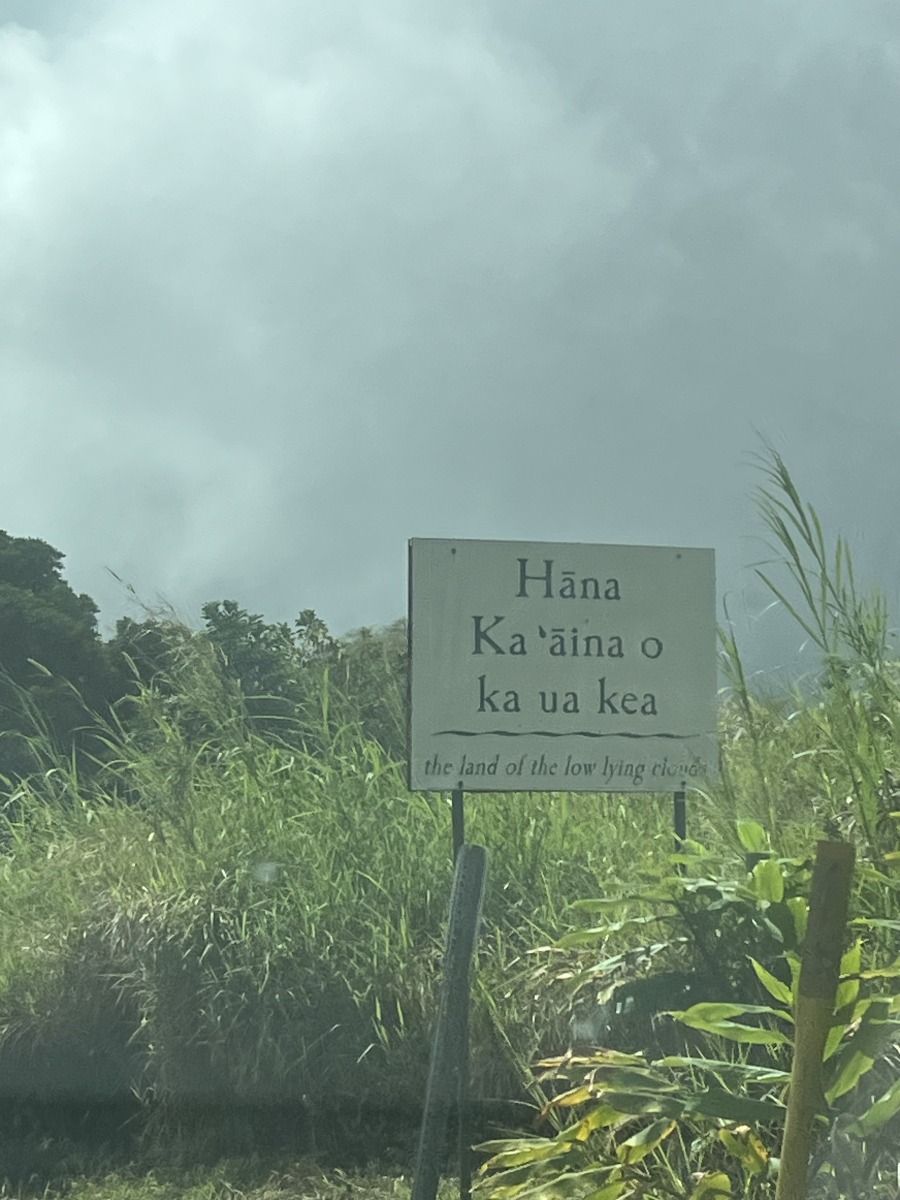 Hāna
Ka ʻāina o
ka ua kea
the land of the low lying clouds